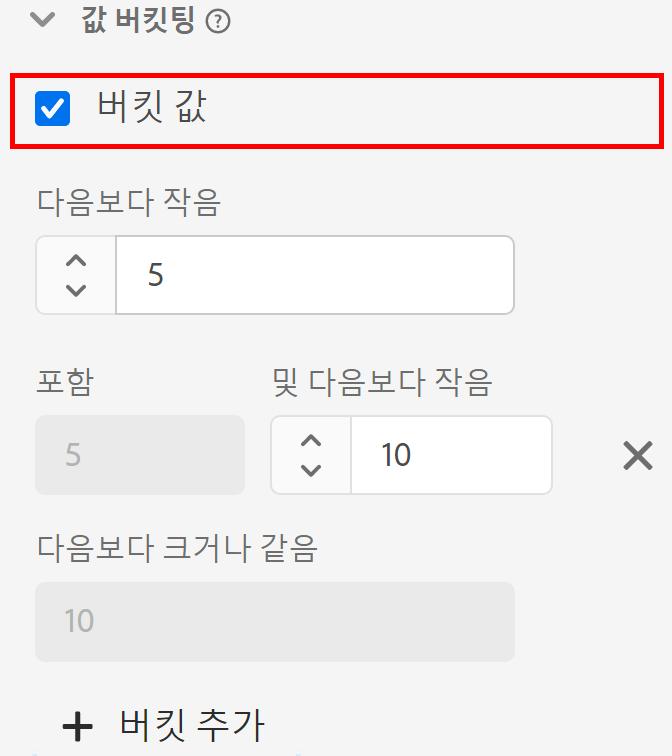 값 버킷팅 ?
버킷 값
다음보다 작음
5
포함 및 다음보다 작음
5 10
다음보다 크거나 같음
10
버킷 추가